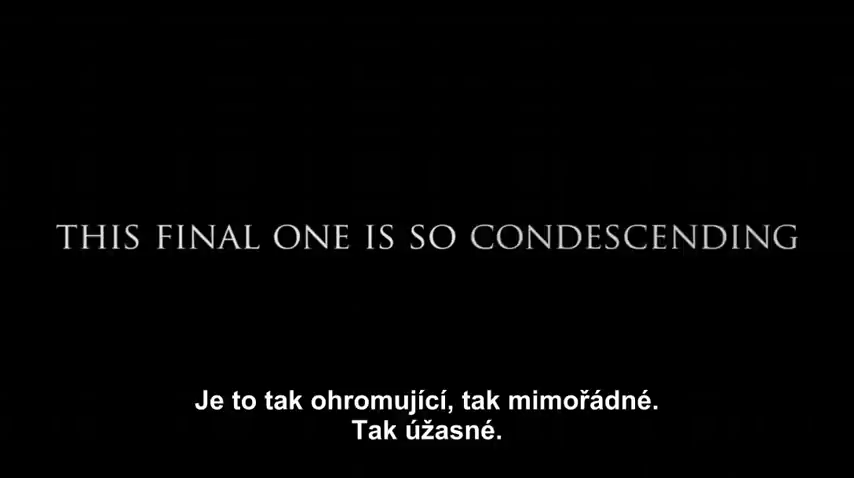 THIS FINAL ONE IS SO CONDESCENDING
Je to tak ohromující, tak mimořádné.
Tak úžasné.